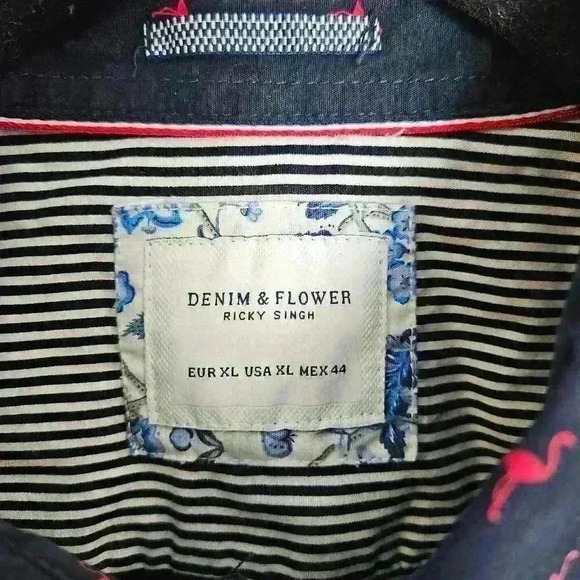 DENIM & FLOWER
RICKY SINGH
EUR XL USA XL MEX 44